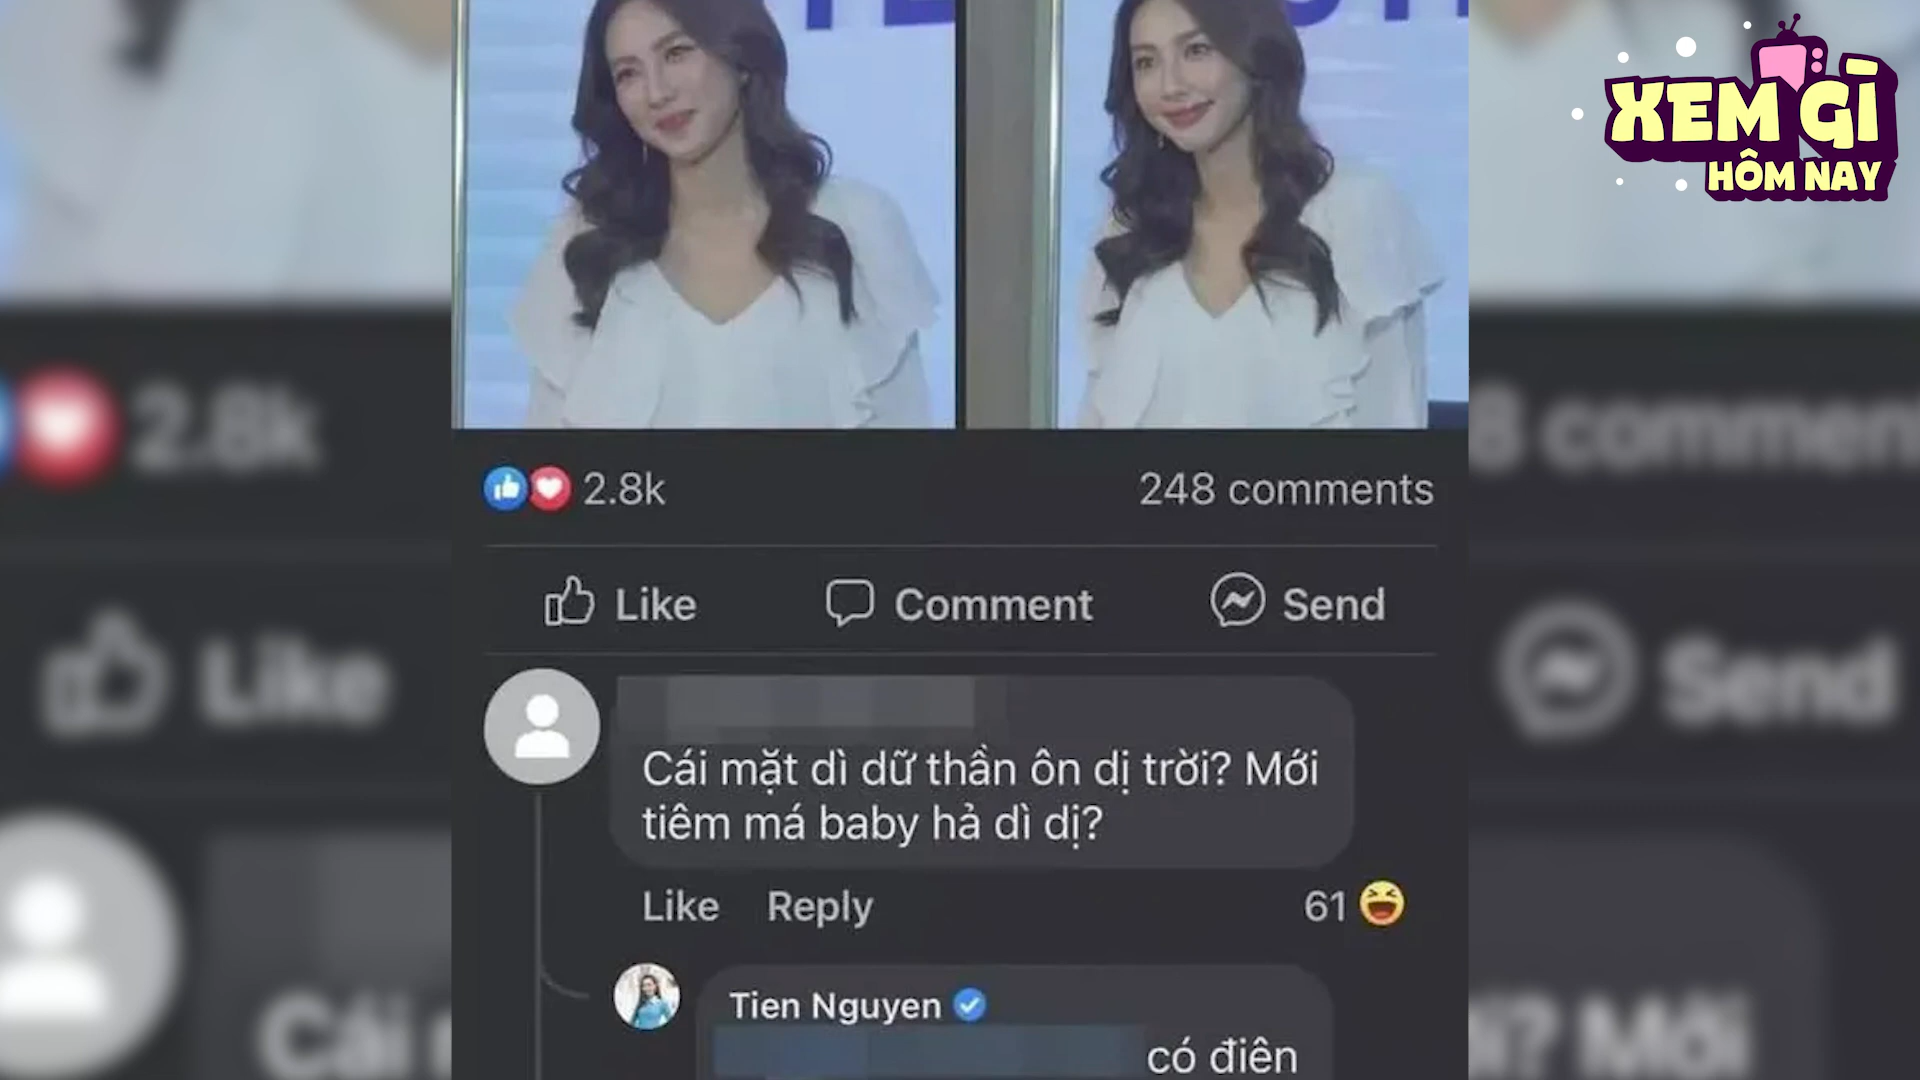 XEM GÌ
HÔM NAY
2.8k
248 comments
Like
Comment
Send
Cái mặt dì dữ thần ôn dị trời? Mới
tiêm má baby hả dì dị?
Like
Reply
61
Tien Nguyen
có điên